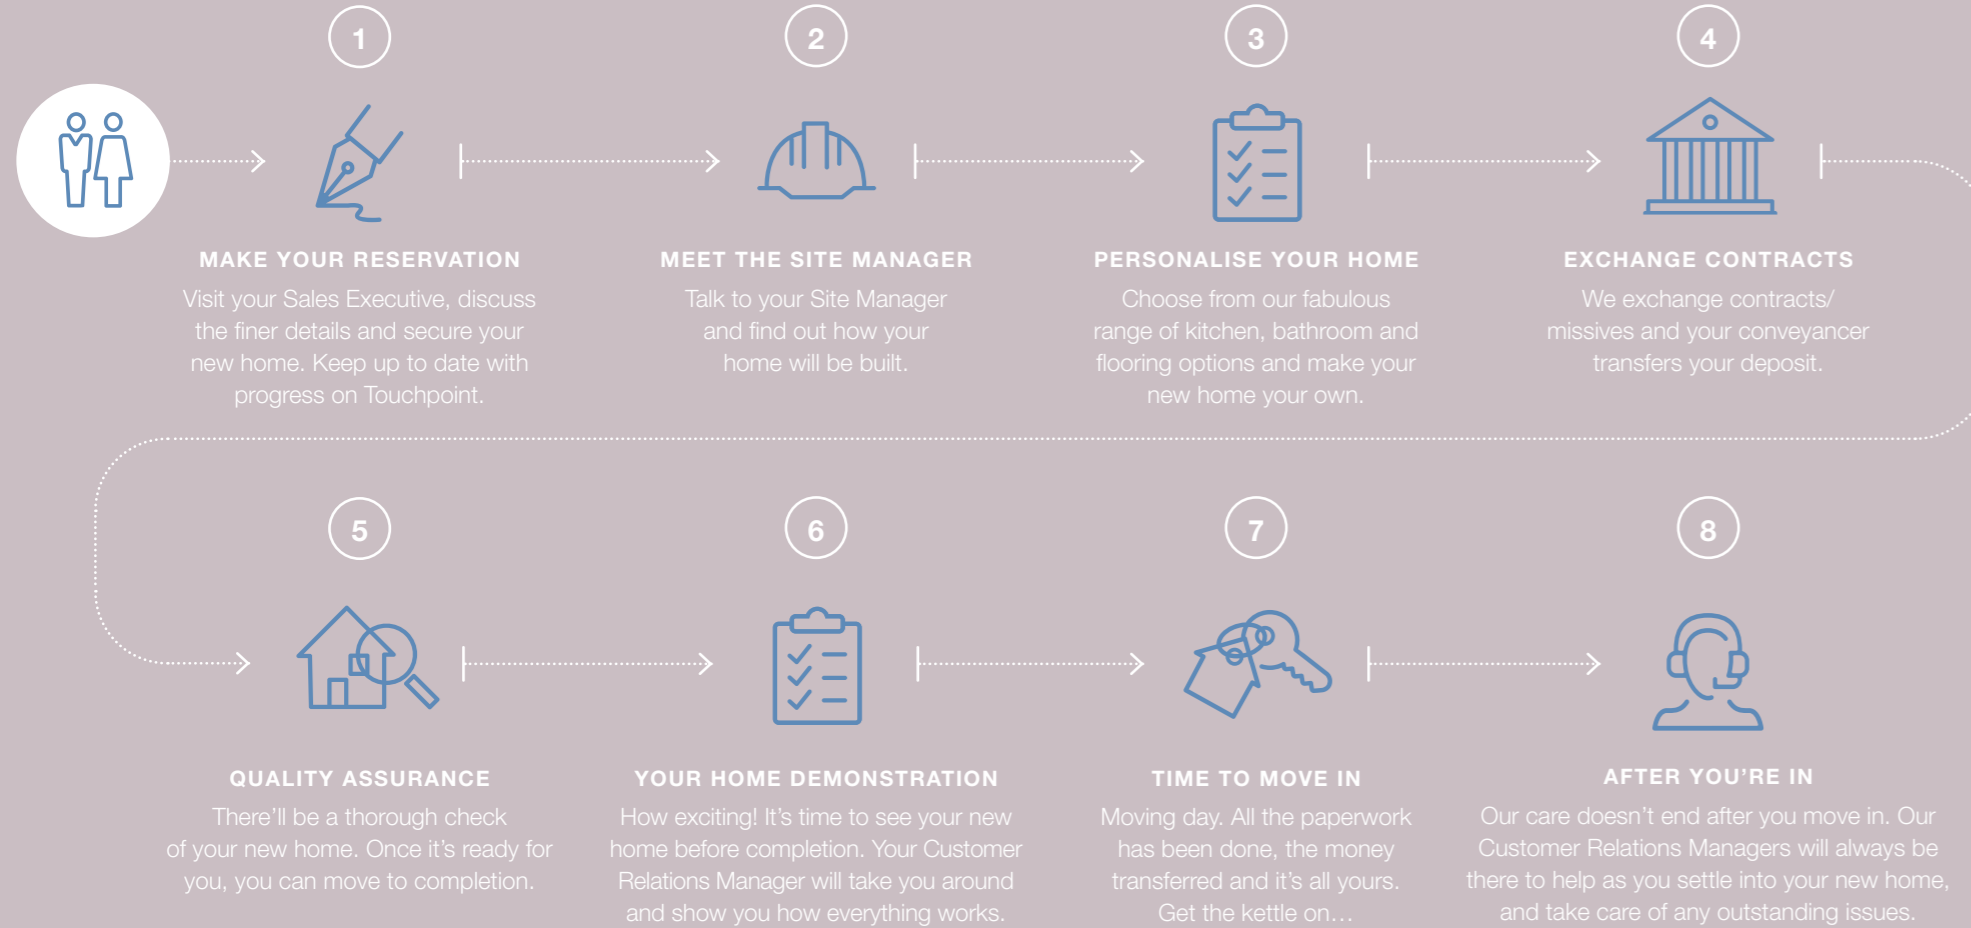 1
MAKE YOUR RESERVATION
Visit your Sales Executive, discuss
the finer details and secure your
new home. Keep up to date with
progress on Touchpoint.
2
MEET THE SITE MANAGER
Talk to your Site Manager
and find out how your
home will be built.
3
PERSONALISE YOUR HOME
Choose from our fabulous
range of kitchen, bathroom and
flooring options and make your
new home your own.
4
EXCHANGE CONTRACTS
We exchange contracts/
missives and your conveyancer
transfers your deposit.
5
QUALITY ASSURANCE
There’ll be a thorough check
of your new home. Once it’s ready for
you, you can move to completion.
6
YOUR HOME DEMONSTRATION
How exciting! It’s time to see your new
home before completion. Your Customer
Relations Manager will take you around
and show you how everything works.
7
TIME TO MOVE IN
Moving day. All the paperwork
has been done, the money
transferred and it’s all yours.
Get the kettle on…
8
AFTER YOU’RE IN
Our care doesn’t end after you move in. Our
Customer Relations Managers will always be
there to help as you settle into your new home,
and take care of any outstanding issues.